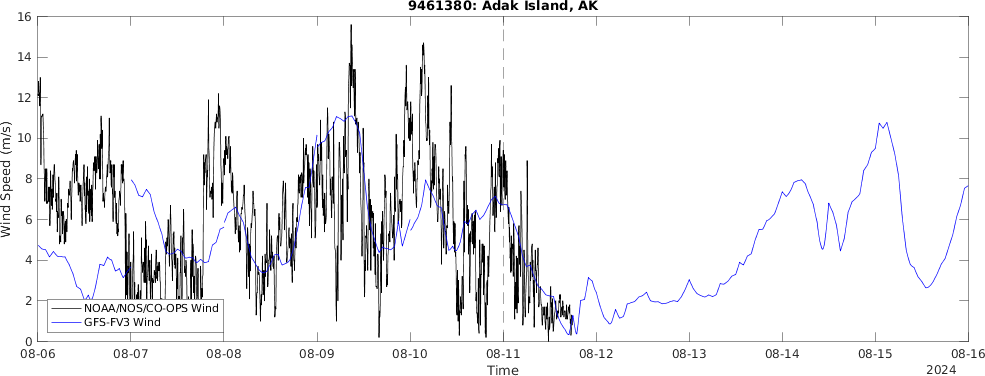 9461380: Adak Island, AK
Wind Speed (m/s)
16
14
12
10
8
6
4
2
0
NOAA/NOS/CO-OPS Wind
GFS-FV3 Wind
08-06 08-07 08-08 08-09 08-10 08-11 08-12 08-13 08-14 08-15 08-16
Time
2024